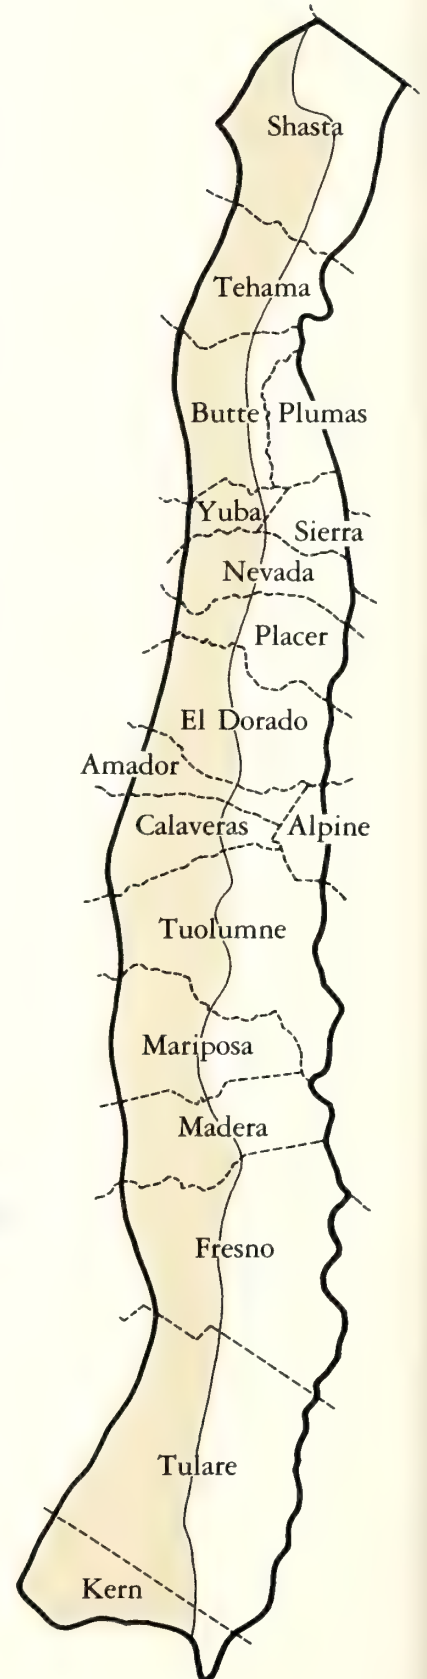 Shasta
Tehama
Butte Plumas
Yuba
Sierra
Nevada
Placer
El Dorado
Amador
Calaveras Alpine
Tuolumne
Mariposa
Madera
Fresno
Tulare
Kern